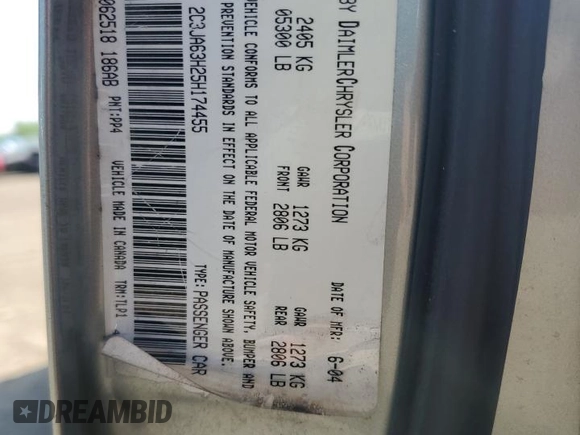 BY DAIMLERCHRYSLER CORPORATION
DATE OF MFR: 6-04
2405 KG
05300 LB
GAWR FRONT
1273 KG
2806 LB
GAWR REAR
1273 KG
2806 LB
VEHICLE CONFORMS TO ALL APPLICABLE FEDERAL MOTOR VEHICLE SAFETY, BUMPER AND
PREVENTION STANDARDS IN EFFECT ON THE DATE OF MANUFACTURE SHOWN ABOVE.
2C3JA63H25H174455
TYPE: PASSENGER CAR
062518 186AB
PNT: PP4
VEHICLE MADE IN CANADA
TRM: TLP1
DREAMBID